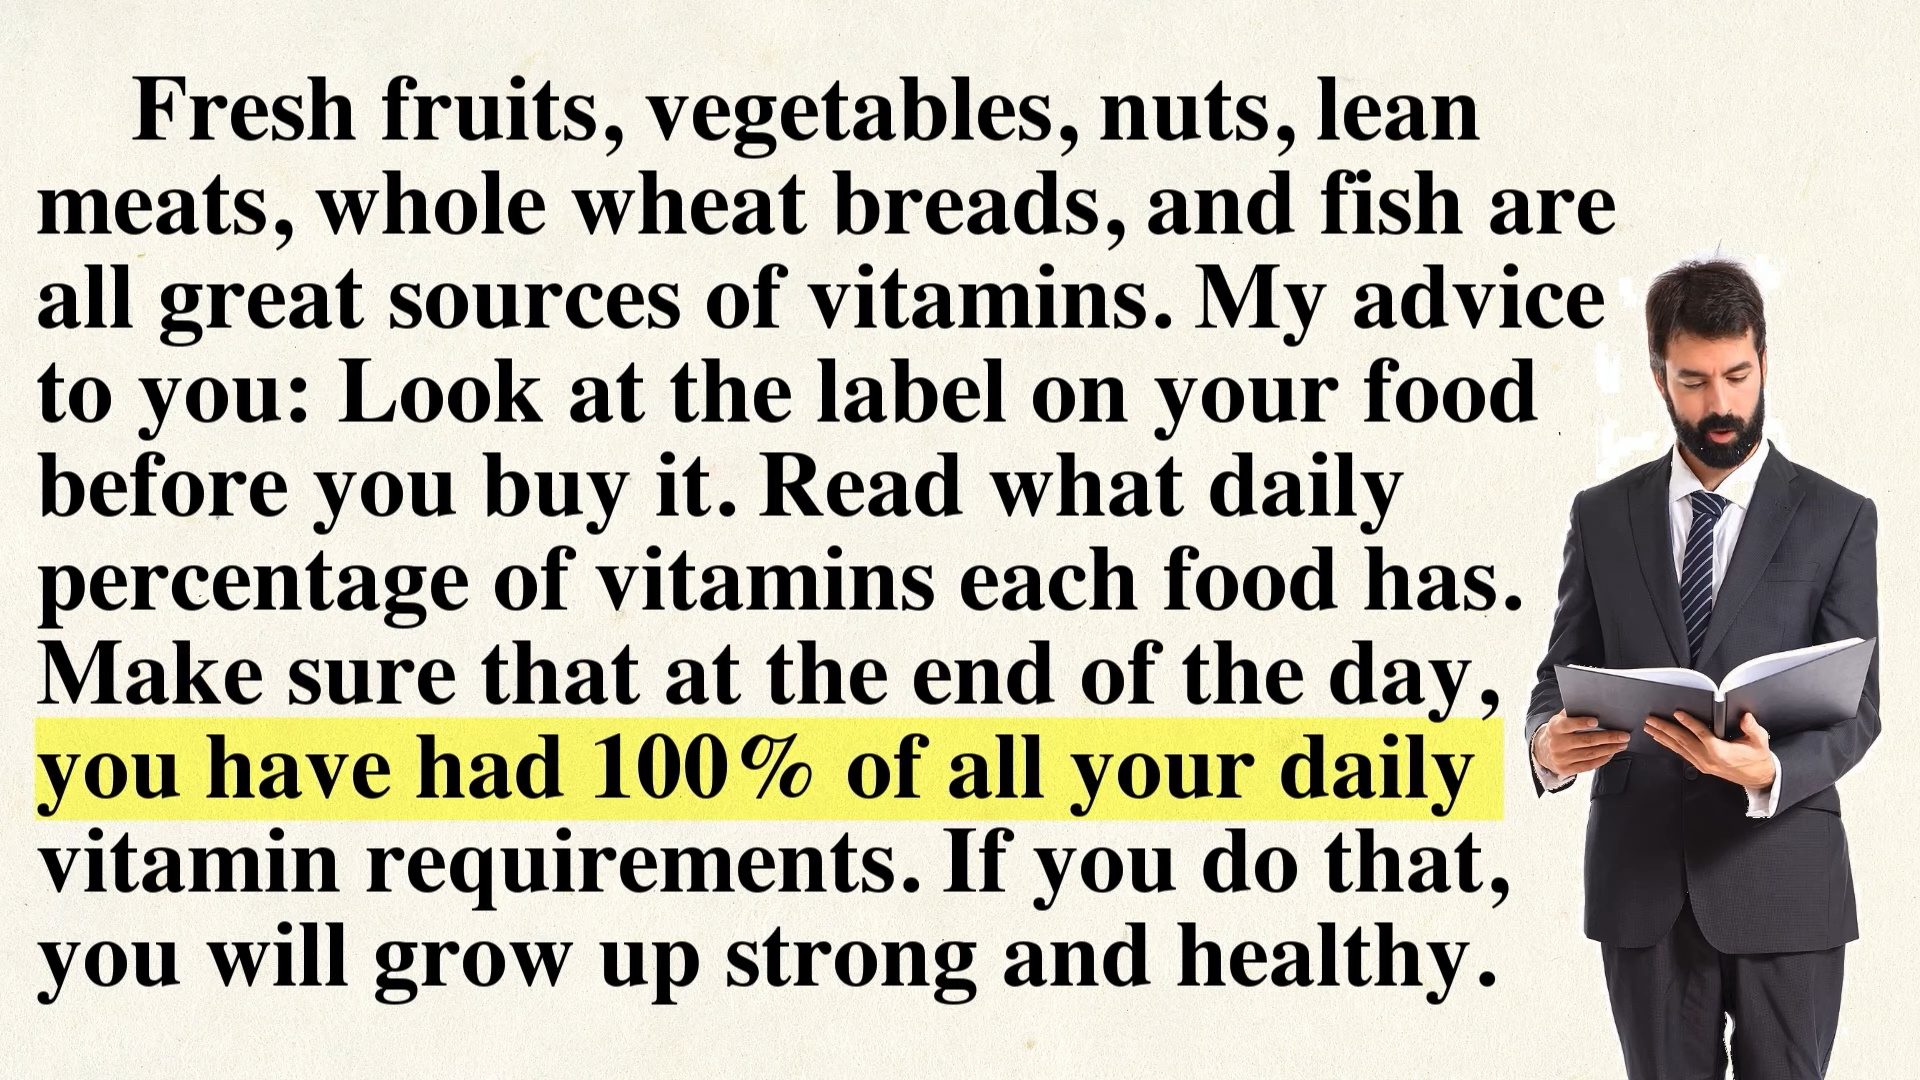 Fresh fruits, vegetables, nuts, lean
meats, whole wheat breads, and fish are
all great sources of vitamins. My advice
to you: Look at the label on your food
before you buy it. Read what daily
percentage of vitamins each food has.
Make sure that at the end of the day,
you have had 100% of all your daily
vitamin requirements. If you do that,
you will grow up strong and healthy.